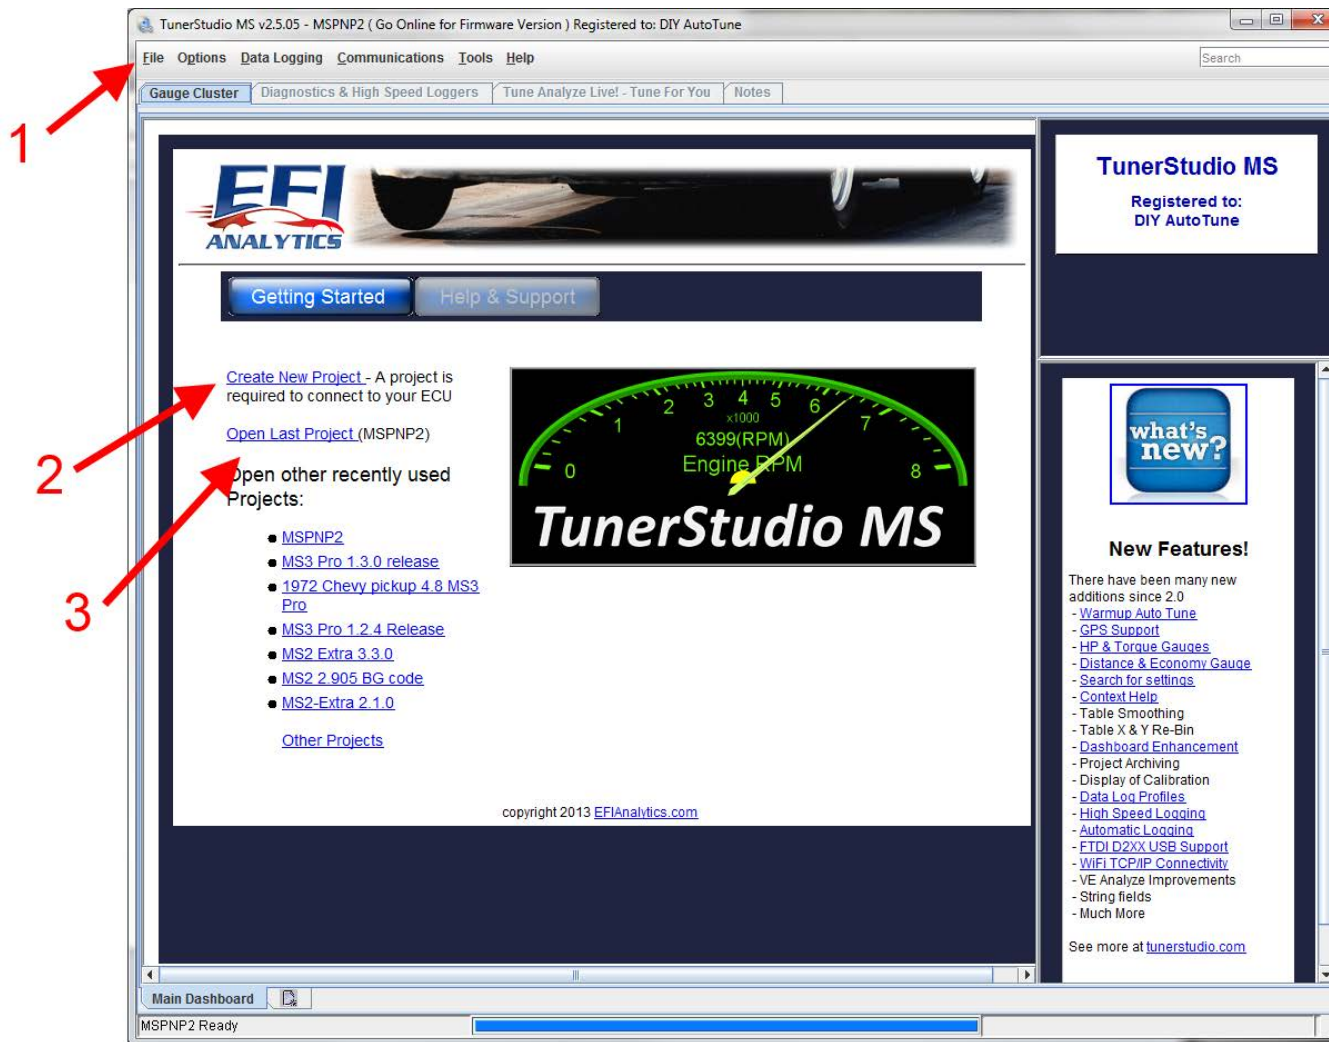 TunerStudio MS v2.5.05 - MSPNP2 ( Go Online for Firmware Version ) Registered to: DIY AutoTune
File Options Data Logging Communications Tools Help
Search
Gauge Cluster Diagnostics & High Speed Loggers Tune Analyze Live! - Tune For You Notes
1
EFI
ANALYTICS
Getting Started Help & Support
Create New Project - A project is
required to connect to your ECU
2
Open Last Project (MSPNP2)
3
Open other recently used
Projects:
MSPNP2
MS3 Pro 1.3.0 release
1972 Chevy pickup 4.8 MS3
Pro
MS3 Pro 1.2.4 Release
MS2 Extra 3.3.0
MS2 2.905 BG code
MS2-Extra 2.1.0
Other Projects
0 1 2 3 4 5 6 7 8
x1000
6399(RPM)
Engine RPM
TunerStudio MS
copyright 2013 EFIAnalytics.com
TunerStudio MS
Registered to:
DIY AutoTune
what's
new?
New Features!
There have been many new
additions since 2.0
- Warmup Auto Tune
- GPS Support
- HP & Torque Gauges
- Distance & Economy Gauge
- Search for settings
- Context Help
- Table Smoothing
- Table X & Y Re-Bin
- Dashboard Enhancement
- Project Archiving
- Display of Calibration
- Data Log Profiles
- High Speed Logging
- Automatic Logging
- FTDI D2XX USB Support
- WiFi TCP/IP Connectivity
- VE Analyze Improvements
- String fields
- Much More
See more at tunerstudio.com
Main Dashboard
MSPNP2 Ready